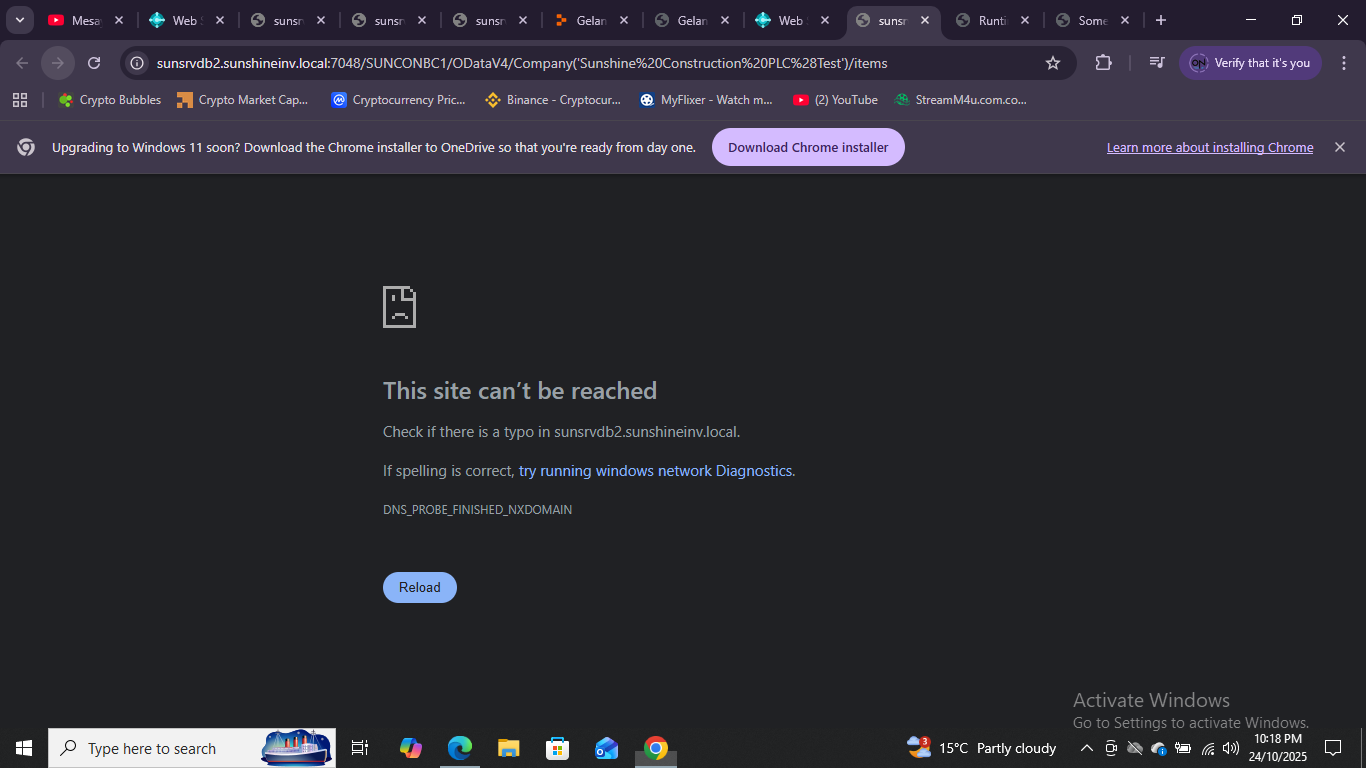 Mesay
Web S
sunsr
sunsr
sunsr
Gelan
Gelan
Web S
sunsr
Runti
Some
sunsrvdb2.sunshineinv.local:7048/SUNCONBC1/ODataV4/Company('Sunshine%20Construction%20PLC%28Test')/items
ON
Verify that it's you
Crypto Bubbles
Crypto Market Cap...
Cryptocurrency Pric...
Binance - Cryptocur...
MyFlixer - Watch m...
(2) YouTube
StreamM4u.com.co...
Upgrading to Windows 11 soon? Download the Chrome installer to OneDrive so that you're ready from day one.
Download Chrome installer
Learn more about installing Chrome
This site can’t be reached
Check if there is a typo in sunsrvdb2.sunshineinv.local.
If spelling is correct, try running windows network Diagnostics.
DNS_PROBE_FINISHED_NXDOMAIN
Reload
Activate Windows
Go to Settings to activate Windows.
Type here to search
3
15°C Partly cloudy
10:18 PM
24/10/2025